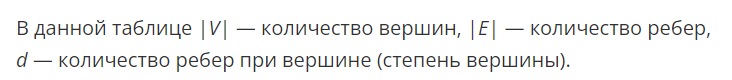 В данной таблице |V| — количество вершин, |E| — количество ребер,
d — количество ребер при вершине (степень вершины).